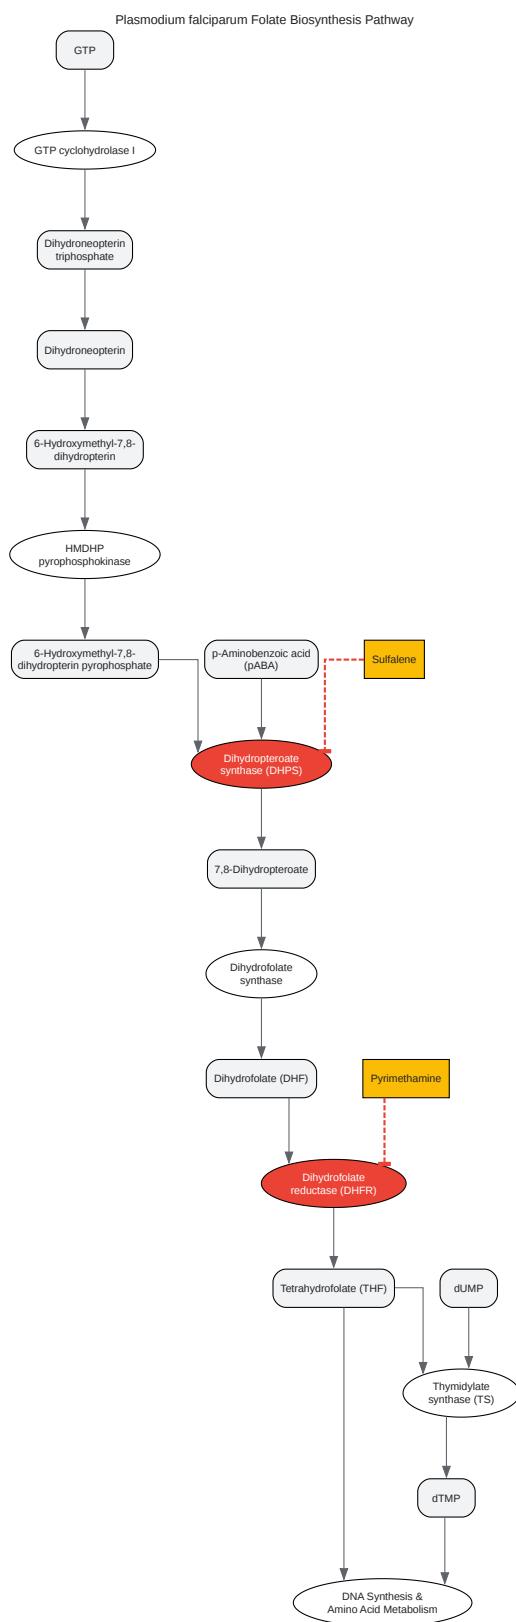 Plasmodium falciparum Folate Biosynthesis Pathway
GTP
GTP cyclohydrolase I
Dihydroneopterin
triphosphate
Dihydroneopterin
6-Hydroxymethyl-7,8-
dihydropterin
HMDHP
pyrophosphokinase
6-Hydroxymethyl-7,8-
dihydropterin pyrophosphate
p-Aminobenzoic acid
(pABA)
Sulfalene
Dihydropteroate
synthase (DHPS)
7,8-Dihydropteroate
Dihydrofolate
synthase
Dihydrofolate (DHF)
Pyrimethamine
Dihydrofolate
reductase (DHFR)
Tetrahydrofolate (THF)
dUMP
Thymidylate
synthase (TS)
dTMP
DNA Synthesis &
Amino Acid Metabolism